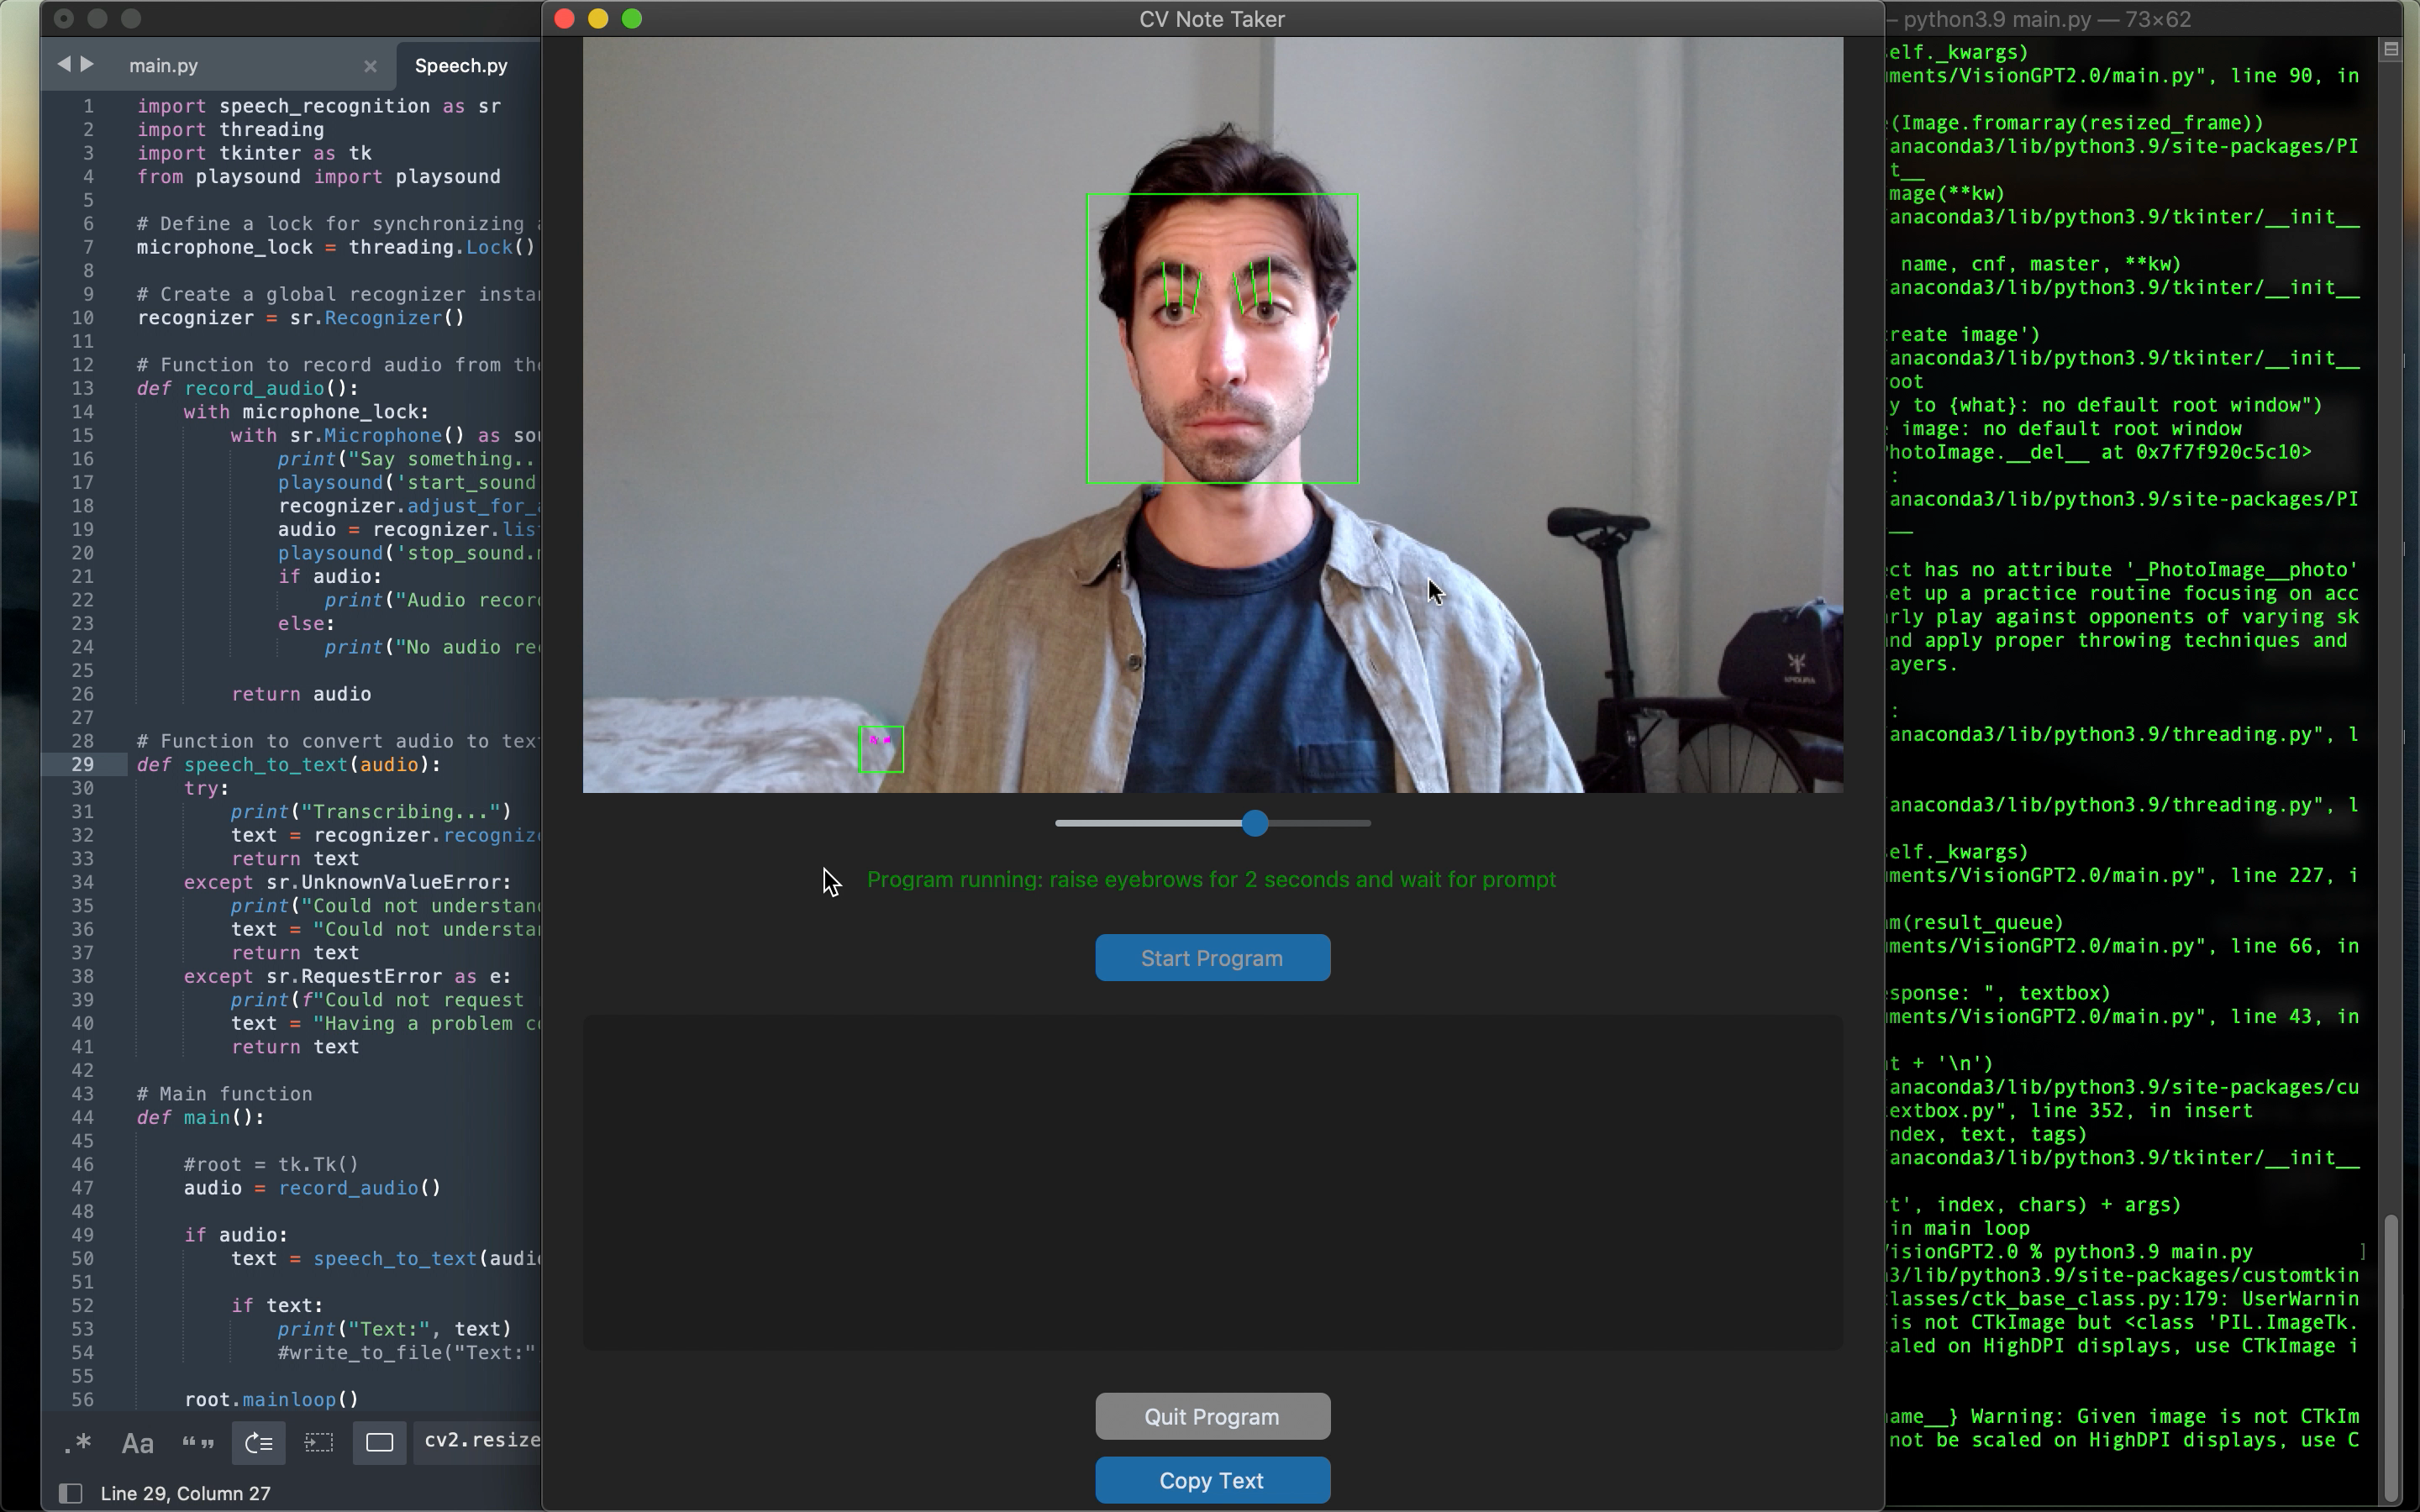 main.py
Speech.py
1 import speech_recognition as sr
2 import threading
3 import tkinter as tk
4 from playsound import playsound
5
6 # Define a lock for synchronizing
7 microphone_lock = threading.Lock()
8
9 # Create a global recognizer
10 recognizer = sr.Recognizer()
11
12 # Function to record audio from
13 def record_audio():
14 with microphone_lock:
15 with sr.Microphone() as
16 print("Say something..
17 playsound('start_sound
18 recognizer.adjust_for_
19 audio = recognizer.lis
20 playsound('stop_sound.
21 if audio:
22 print("Audio
23 else:
24 print("No audio
25
26 return audio
27
28 # Function to convert audio to
29 def speech_to_text(audio):
30 try:
31 print("Transcribing...")
32 text = recognizer.recogniz
33 return text
34 except sr.UnknownValueError:
35 print("Could not
36 text = "Could not
37 return text
38 except sr.RequestError as e:
39 print(f"Could not request
40 text = "Having a problem
41 return text
42
43 # Main function
44 def main():
45
46 #root = tk.Tk()
47 audio = record_audio()
48
49 if audio:
50 text = speech_to_text(audi
51
52 if text:
53 print("Text:", text)
54 #write_to_file("Text:"
55
56 root.mainloop()
.* Aa “”
cv2.resize
Line 29, Column 27
CV Note Taker
Program running: raise eyebrows for 2 seconds and wait for prompt
Start Program
Quit Program
Copy Text
– python3.9 main.py — 73×62
elf._kwargs)
ments/VisionGPT2.0/main.py", line 90, in
(Image.fromarray(resized_frame))
anaconda3/lib/python3.9/site-packages/PI
t__
mage(**kw)
anaconda3/lib/python3.9/tkinter/__init__
name, cnf, master, **kw)
anaconda3/lib/python3.9/tkinter/__init__
reate image')
anaconda3/lib/python3.9/tkinter/__init__
oot
y to {what}: no default root window")
image: no default root window
hotoImage.__del__ at 0x7f7f920c5c10>
:
anaconda3/lib/python3.9/site-packages/PI
__
ct has no attribute '_PhotoImage__photo'
et up a practice routine focusing on acc
rly play against opponents of varying sk
nd apply proper throwing techniques and
ayers.
:
anaconda3/lib/python3.9/threading.py", l
anaconda3/lib/python3.9/threading.py", l
elf._kwargs)
ments/VisionGPT2.0/main.py", line 227, i
m(result_queue)
ments/VisionGPT2.0/main.py", line 66, in
sponse: ", textbox)
ments/VisionGPT2.0/main.py", line 43, in
t + '\n')
anaconda3/lib/python3.9/site-packages/cu
extbox.py", line 352, in insert
ndex, text, tags)
anaconda3/lib/python3.9/tkinter/__init__
rt', index, chars) + args)
in main loop
VisionGPT2.0 % python3.9 main.py ]
3/lib/python3.9/site-packages/customtkin
classes/ctk_base_class.py:179: UserWarnin
is not CTkImage but <class 'PIL.ImageTk.
aled on HighDPI displays, use CTkImage i
ame__} Warning: Given image is not CTkIm
not be scaled on HighDPI displays, use C